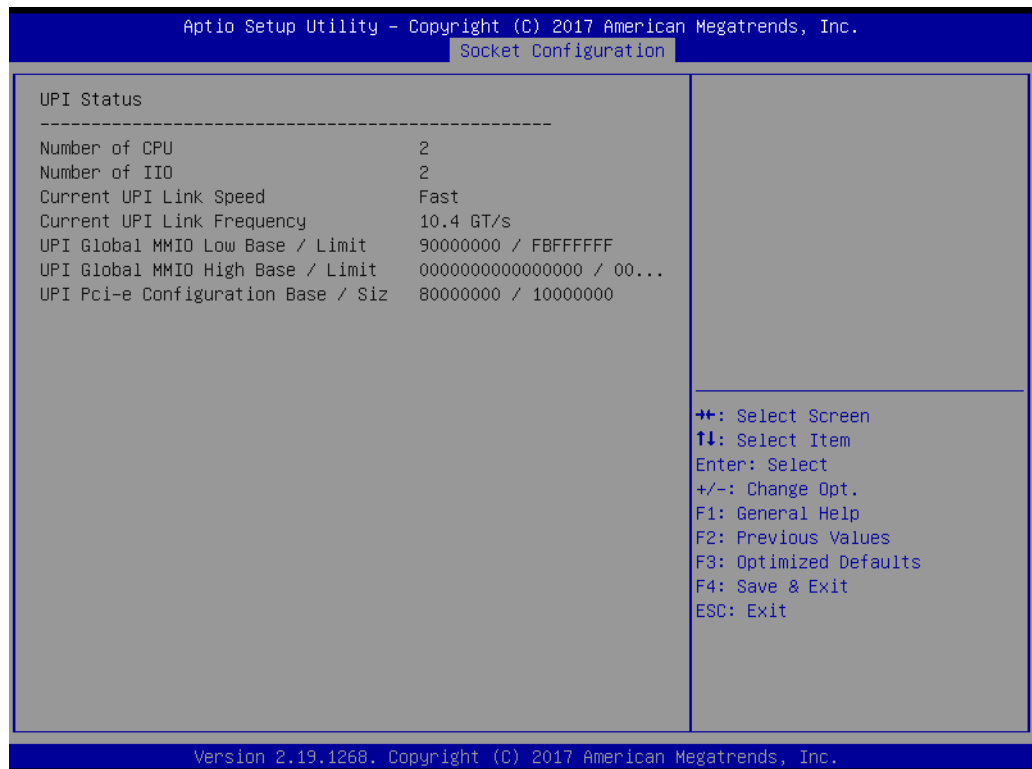 Aptio Setup Utility – Copyright (C) 2017 American Megatrends, Inc.
Socket Configuration
UPI Status
--------------------------------------------------
Number of CPU 2
Number of IIO 2
Current UPI Link Speed Fast
Current UPI Link Frequency 10.4 GT/s
UPI Global MMIO Low Base / Limit 90000000 / FBFFFFFF
UPI Global MMIO High Base / Limit 0000000000000000 / 00...
UPI Pci-e Configuration Base / Siz 80000000 / 10000000
→←: Select Screen
↑↓: Select Item
Enter: Select
+/-: Change Opt.
F1: General Help
F2: Previous Values
F3: Optimized Defaults
F4: Save & Exit
ESC: Exit
Version 2.19.1268. Copyright (C) 2017 American Megatrends, Inc.